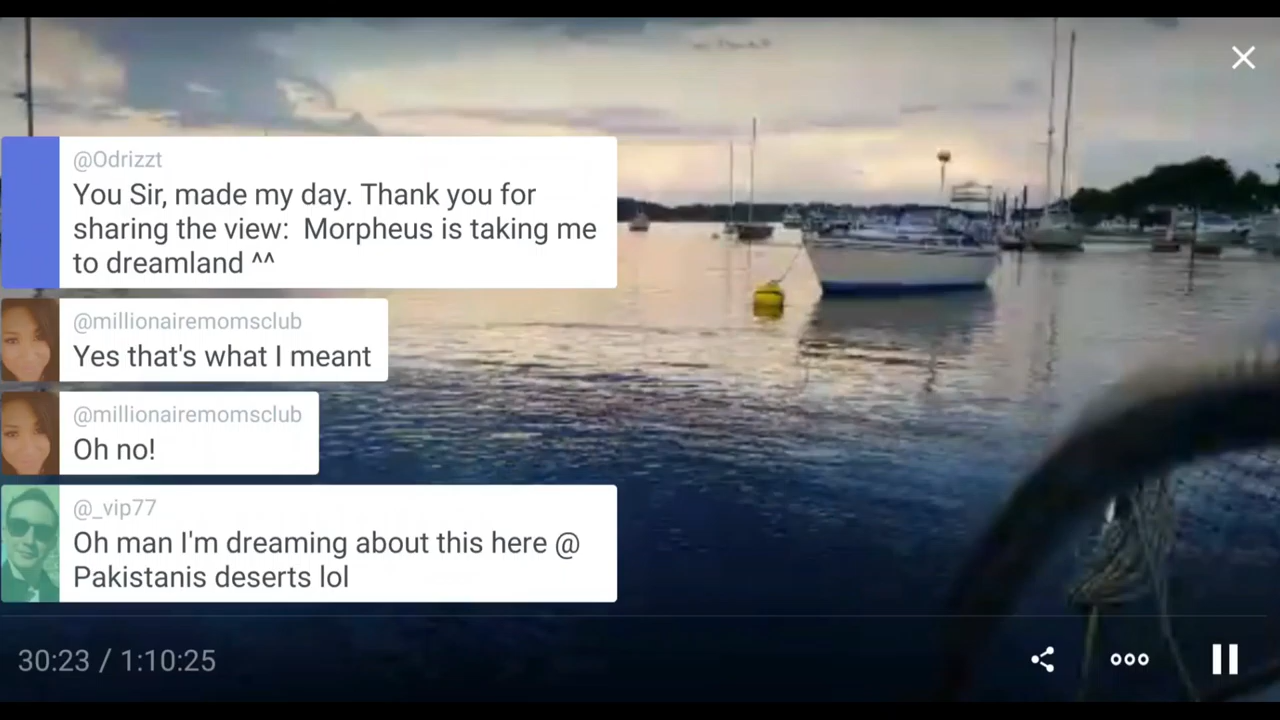 @Odrizzt
You Sir, made my day. Thank you for
sharing the view:  Morpheus is taking me
to dreamland ^^
@millionairemomsclub
Yes that's what I meant
@millionairemomsclub
Oh no!
@_vip77
Oh man I'm dreaming about this here @
Pakistanis deserts lol
30:23 / 1:10:25